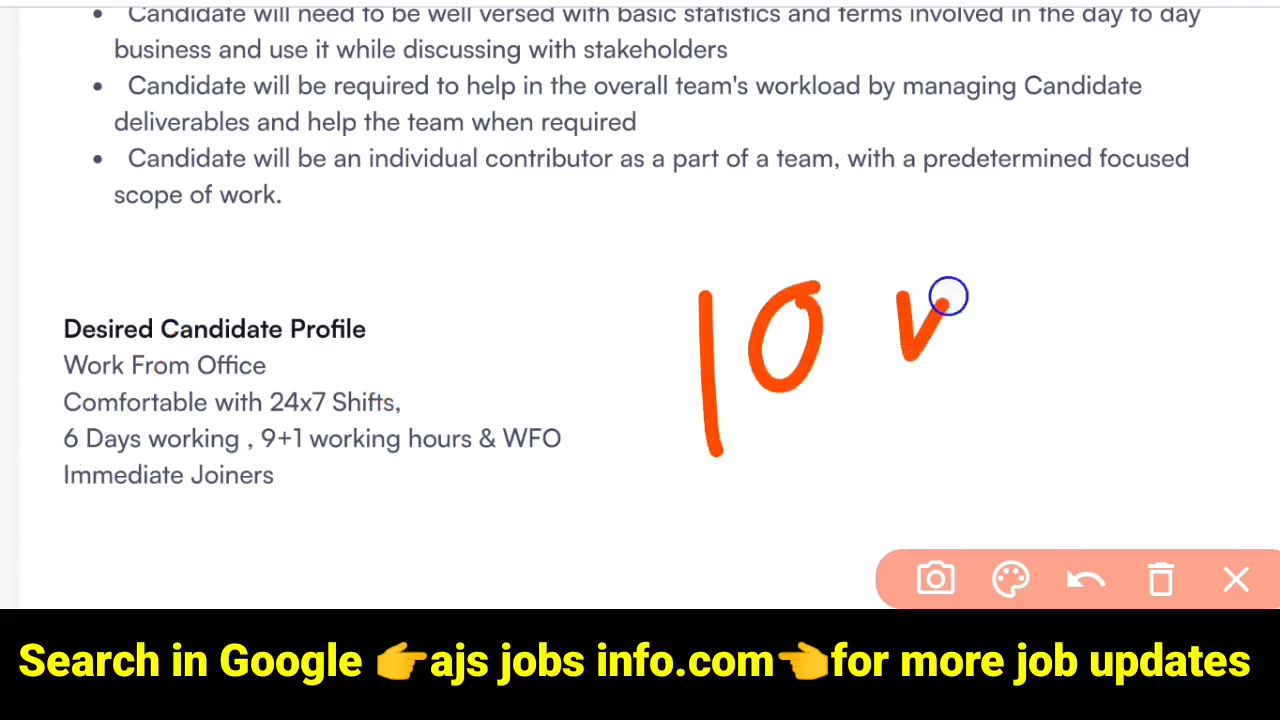 • Candidate will need to be well versed with basic statistics and terms involved in the day to day
business and use it while discussing with stakeholders
• Candidate will be required to help in the overall team's workload by managing Candidate
deliverables and help the team when required
• Candidate will be an individual contributor as a part of a team, with a predetermined focused
scope of work.
Desired Candidate Profile
Work From Office
Comfortable with 24x7 Shifts,
6 Days working , 9+1 working hours & WFO
Immediate Joiners
10
Search in Google 👉ajs jobs info.com👈for more job updates